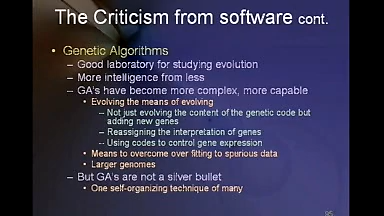 The Criticism from software cont.
• Genetic Algorithms
– Good laboratory for studying evolution
– More intelligence from less
– GA's have become more complex, more capable
• Evolving the means of evolving
– Not just evolving the content of the genetic code but
adding new genes
– Reassigning the interpretation of genes
– Using codes to control gene expression
• Means to overcome over fitting to spurious data
• Larger genomes
– But GA's are not a silver bullet
• One self-organizing technique of many
95